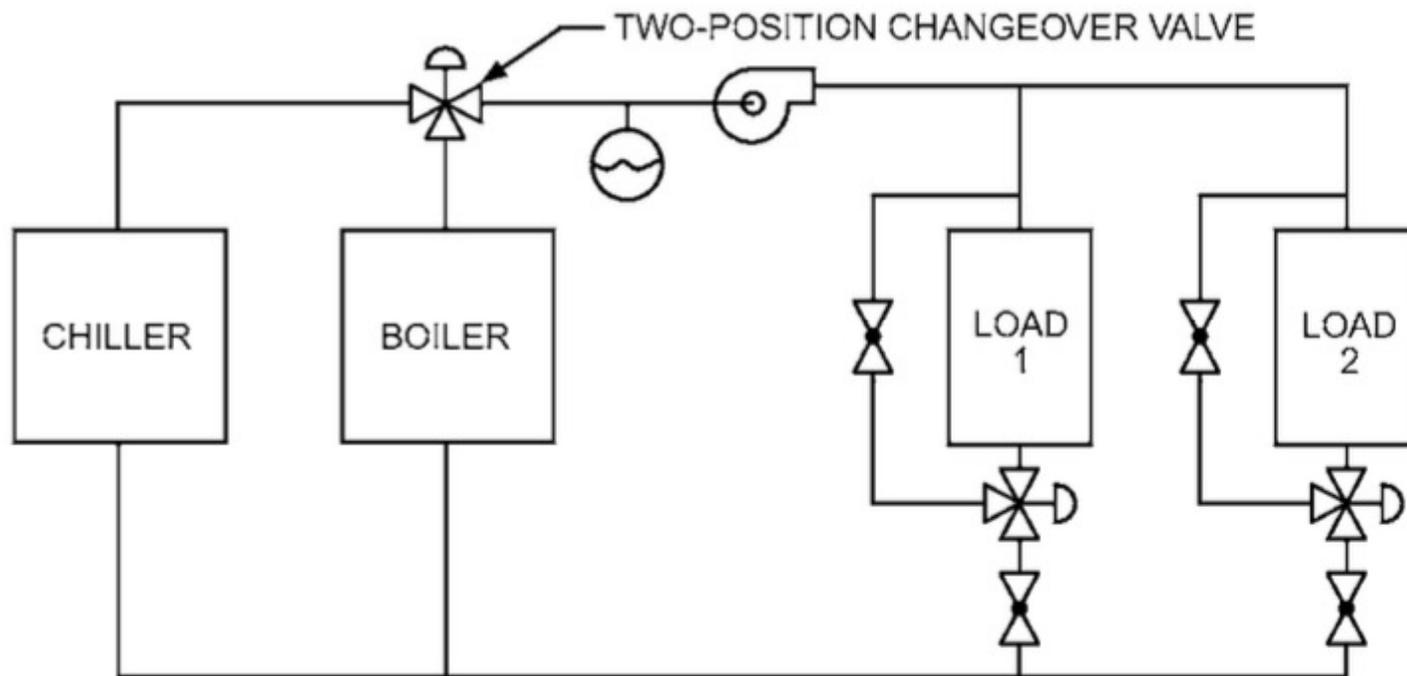 TWO-POSITION CHANGEOVER VALVE
CHILLER
BOILER
LOAD
1
LOAD
2